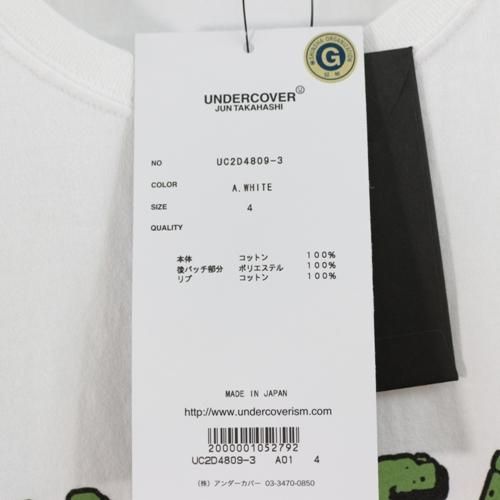 G
UNDERCOVER
JUN TAKAHASHI
NO UC2D4809-3
COLOR A.WHITE
SIZE 4
QUALITY
本体 コットン 100%
後パッチ部分 ポリエステル 100%
リブ コットン 100%
MADE IN JAPAN
http://www.undercoverism.com
2000001052792
UC2D4809-3 A01 4
(株) アンダーカバー 03-3470-0850